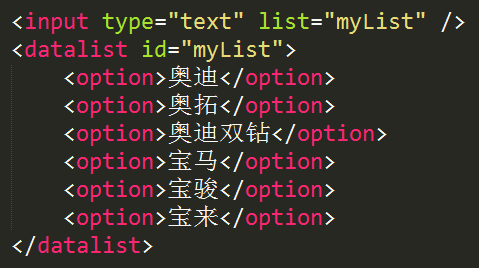 <input type="text" list="myList" />
<datalist id="myList">
    <option>奥迪</option>
    <option>奥拓</option>
    <option>奥迪双钻</option>
    <option>宝马</option>
    <option>宝骏</option>
    <option>宝来</option>
</datalist>